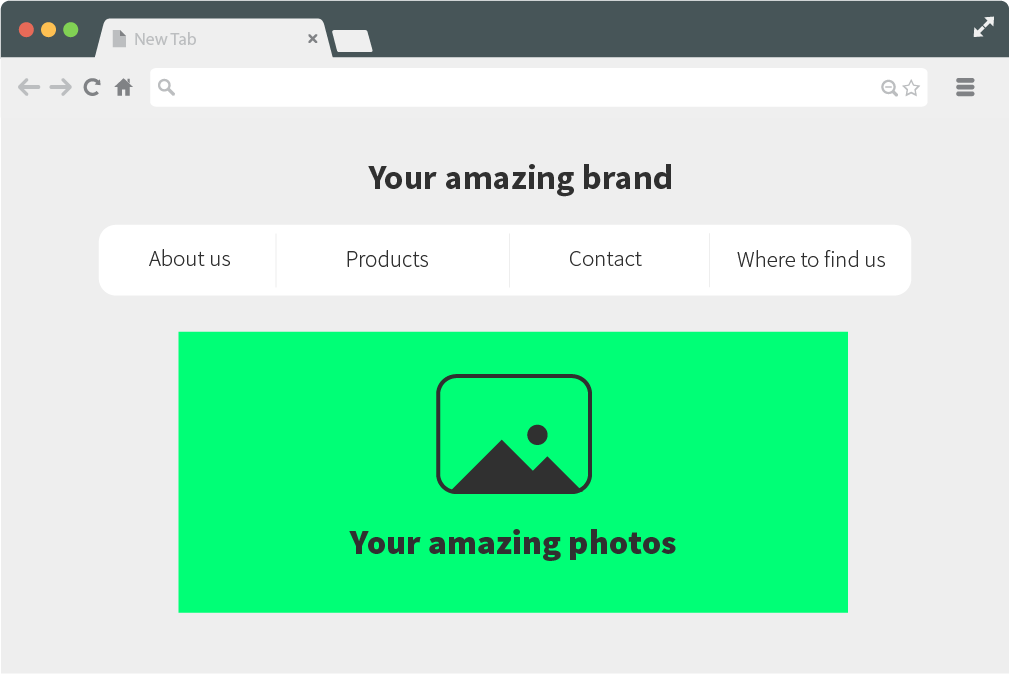 New Tab
Your amazing brand
About us
Products
Contact
Where to find us
Your amazing photos